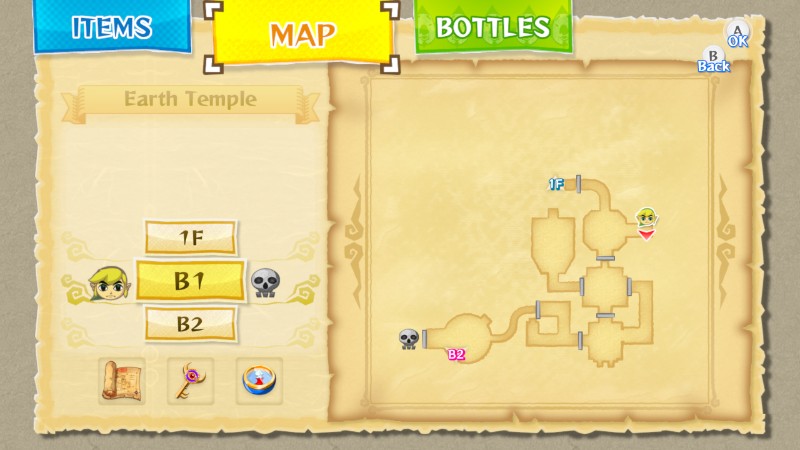 ITEMS
MAP
BOTTLES
A
OK
B
Back
Earth Temple
1F
B1
B2
1F
B2